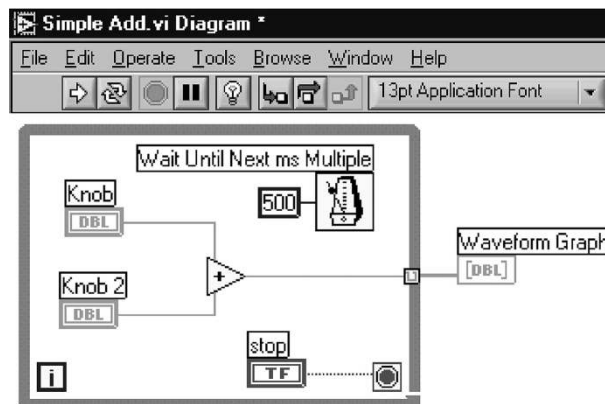 Simple Add.vi Diagram *
File Edit Operate Tools Browse Window Help
13pt Application Font
Wait Until Next ms Multiple
Knob
DBL
500
Waveform Graph
[DBL]
+
Knob 2
DBL
stop
TF
i